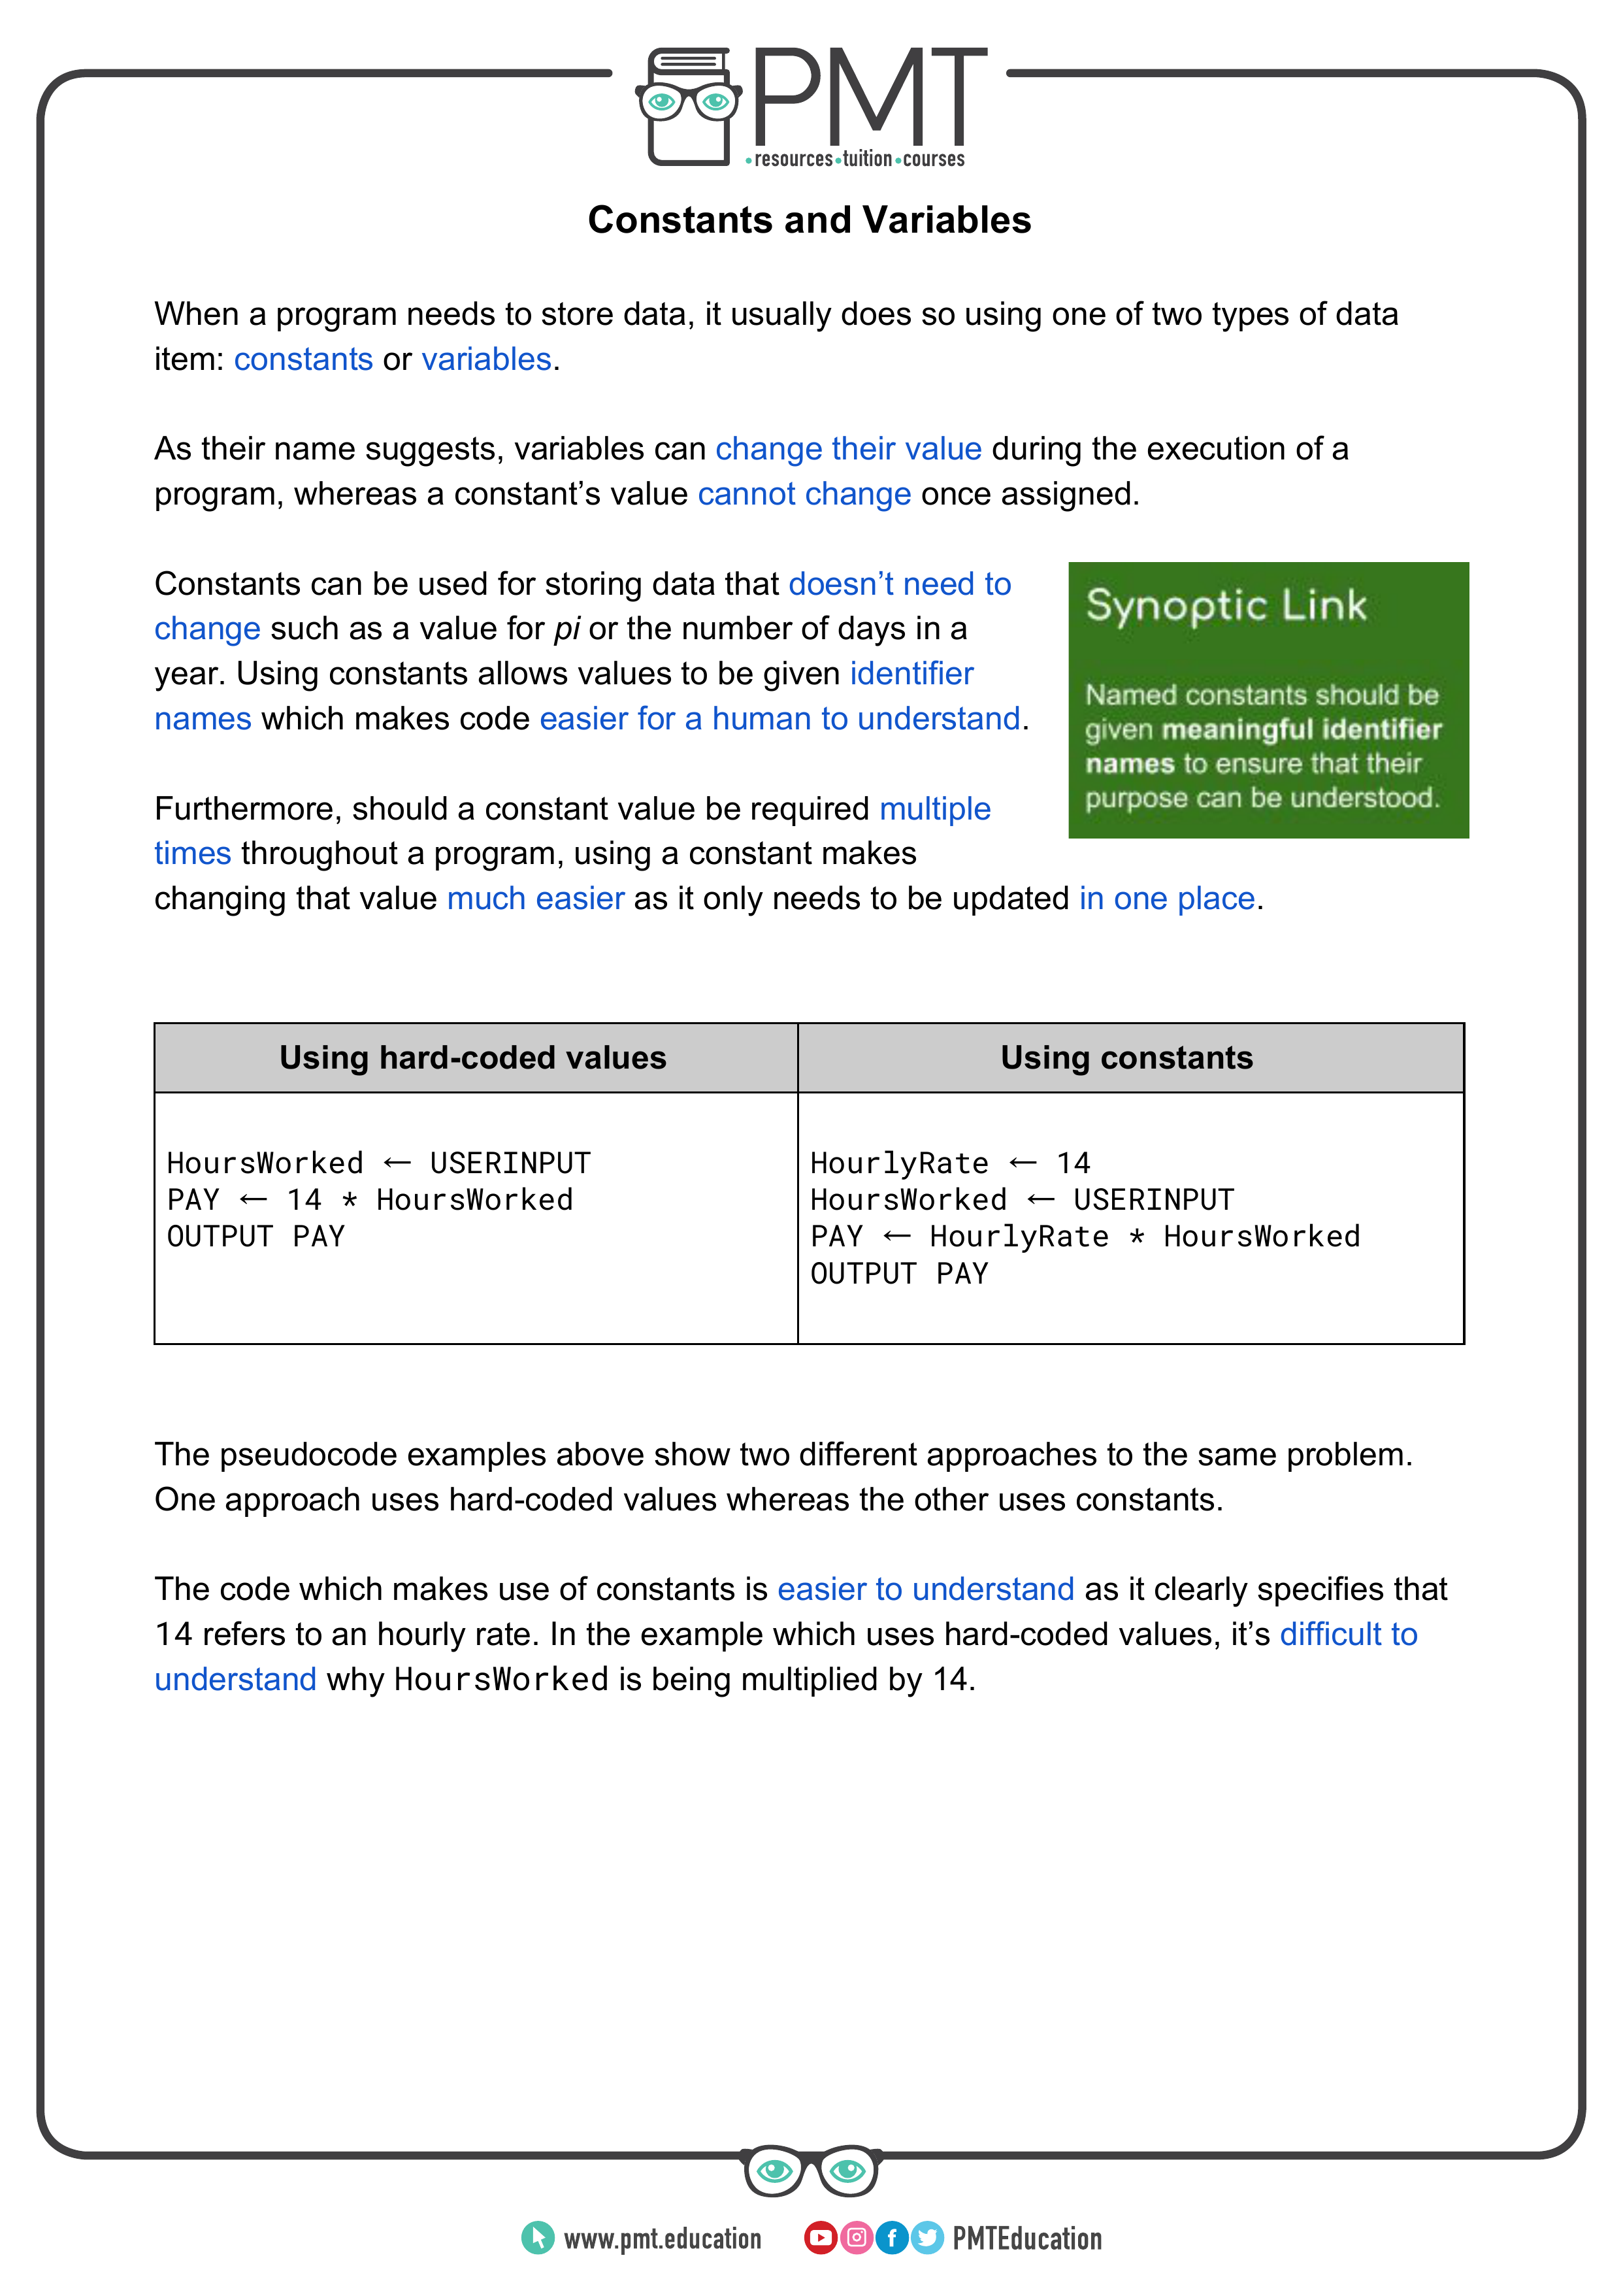 PMT
•resources•tuition•courses
Constants and Variables
When a program needs to store data, it usually does so using one of two types of data
item: constants or variables.
As their name suggests, variables can change their value during the execution of a
program, whereas a constant’s value cannot change once assigned.
Constants can be used for storing data that doesn’t need to
change such as a value for pi or the number of days in a
year. Using constants allows values to be given identifier
names which makes code easier for a human to understand.
Synoptic Link
Named constants should be
given meaningful identifier
names to ensure that their
purpose can be understood.
Furthermore, should a constant value be required multiple
times throughout a program, using a constant makes
changing that value much easier as it only needs to be updated in one place.
Using hard-coded values
HoursWorked ← USERINPUT
PAY ← 14 * HoursWorked
OUTPUT PAY
Using constants
HourlyRate ← 14
HoursWorked ← USERINPUT
PAY ← HourlyRate * HoursWorked
OUTPUT PAY
The pseudocode examples above show two different approaches to the same problem.
One approach uses hard-coded values whereas the other uses constants.
The code which makes use of constants is easier to understand as it clearly specifies that
14 refers to an hourly rate. In the example which uses hard-coded values, it’s difficult to
understand why HoursWorked is being multiplied by 14.
www.pmt.education
PMTEducation